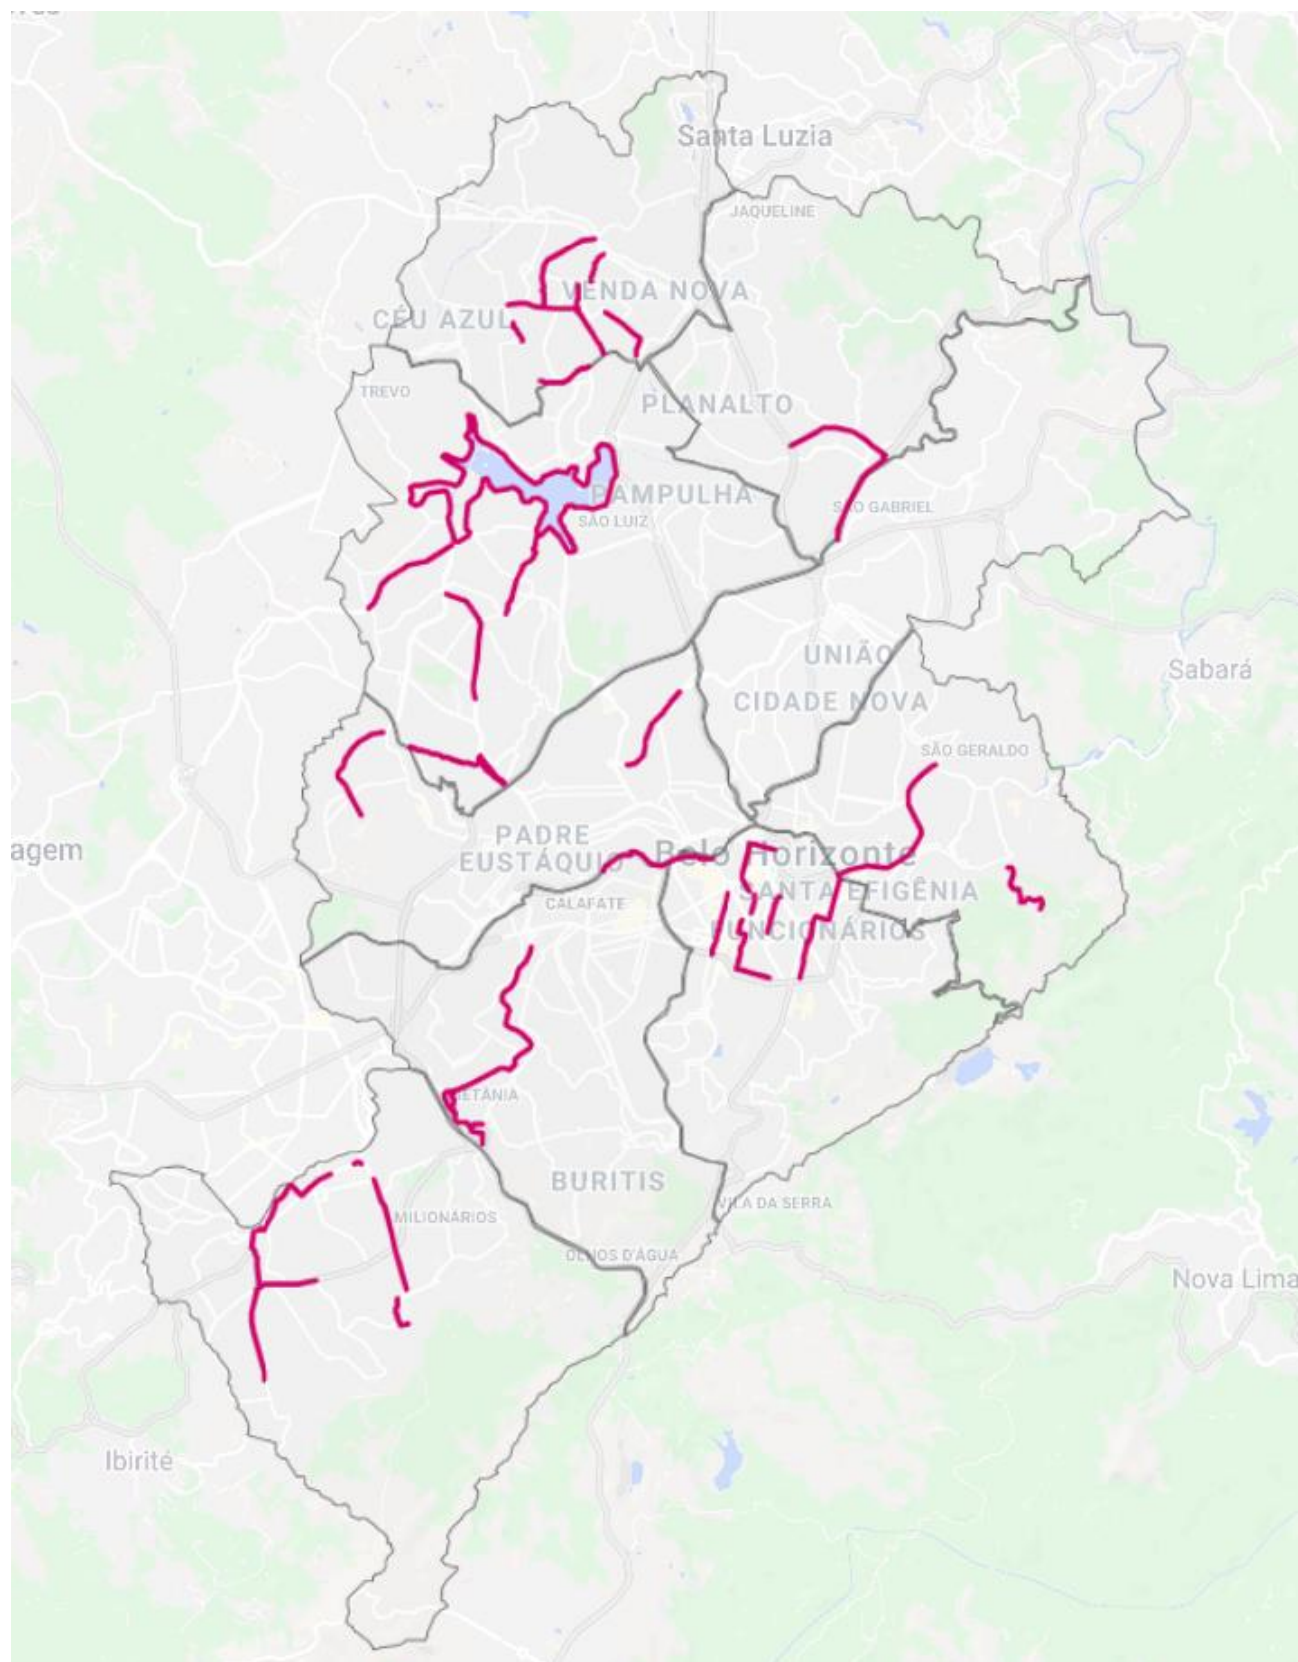 Santa Luzia
JAQUELINE
VENDA NOVA
CÉU AZUL
TREVO
PLANALTO
PAMPULHA
SÃO GABRIEL
SÃO LUIZ
UNIÃO
Sabará
CIDADE NOVA
SÃO GERALDO
PADRE
EUSTÁQUIO
Belo Horizonte
agem
SANTA EFIGÊNIA
CALAFATE
FUNCIONÁRIOS
BETÂNIA
BURITIS
VILA DA SERRA
MILIONÁRIOS
OLHOS D'ÁGUA
Nova Lima
Ibirité